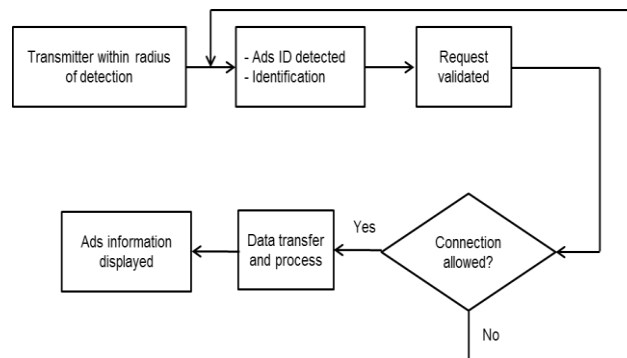 Transmitter within radius
of detection
- Ads ID detected
- Identification
Request
validated
Ads information
displayed
Data transfer
and process
Yes
Connection
allowed?
No